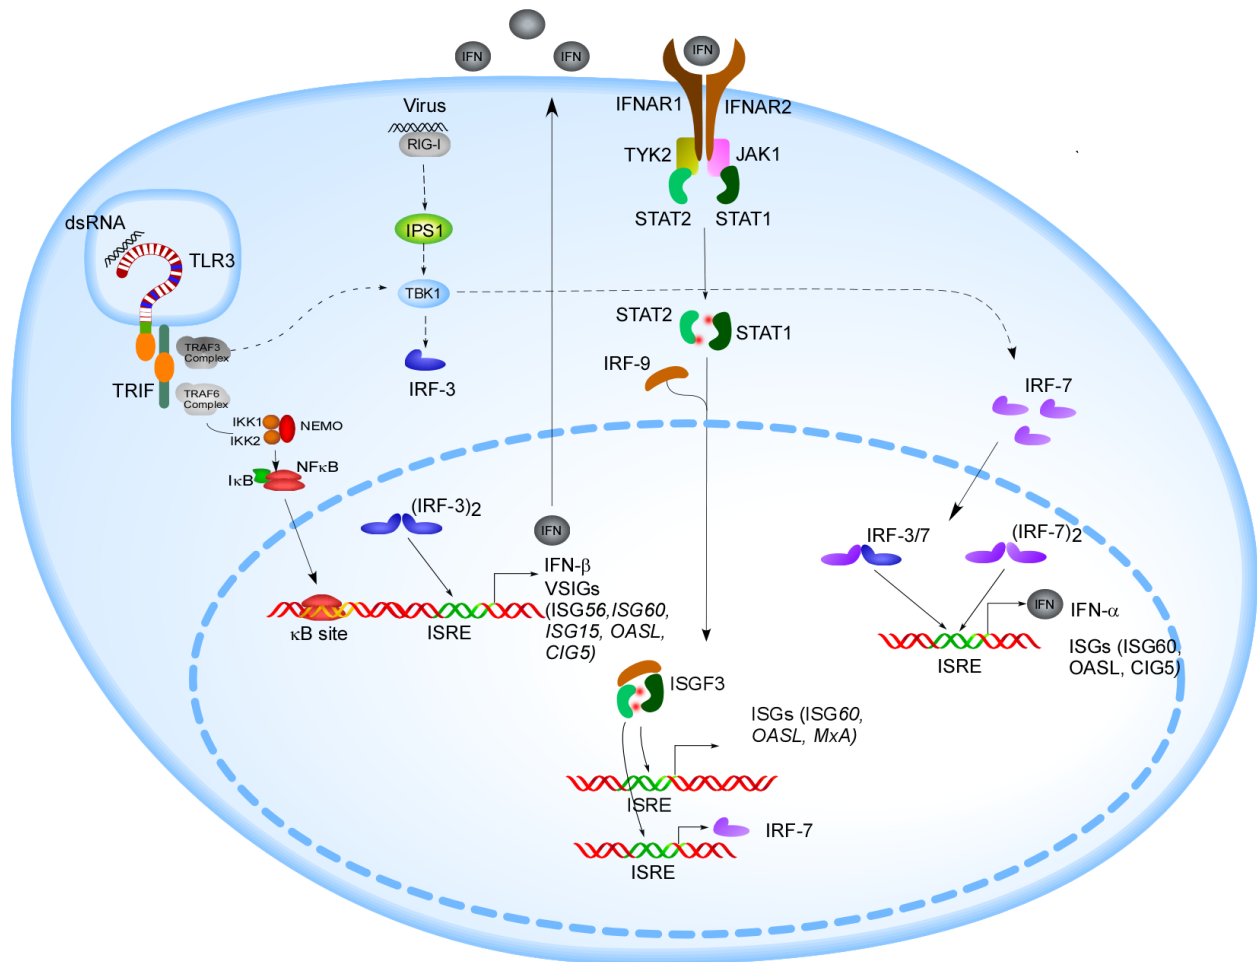 IFN
IFN
IFN
IFNAR1
IFNAR2
Virus
RIG-I
TYK2
JAK1
STAT2
STAT1
dsRNA
TLR3
IPS1
TBK1
STAT2
STAT1
TRAF3
Complex
IRF-3
IRF-9
TRIF
TRAF6
Complex
IRF-7
IKK1
NEMO
IKK2
NFκB
IκB
(IRF-3)2
IFN
IRF-3/7
(IRF-7)2
IFN-β
VSIGs
(ISG56,ISG60,
ISG15, OASL,
CIG5)
κB site
ISRE
IFN
IFN-α
ISGs (ISG60,
OASL, CIG5)
ISRE
ISGF3
ISGs (ISG60,
OASL, MxA)
ISRE
IRF-7
ISRE